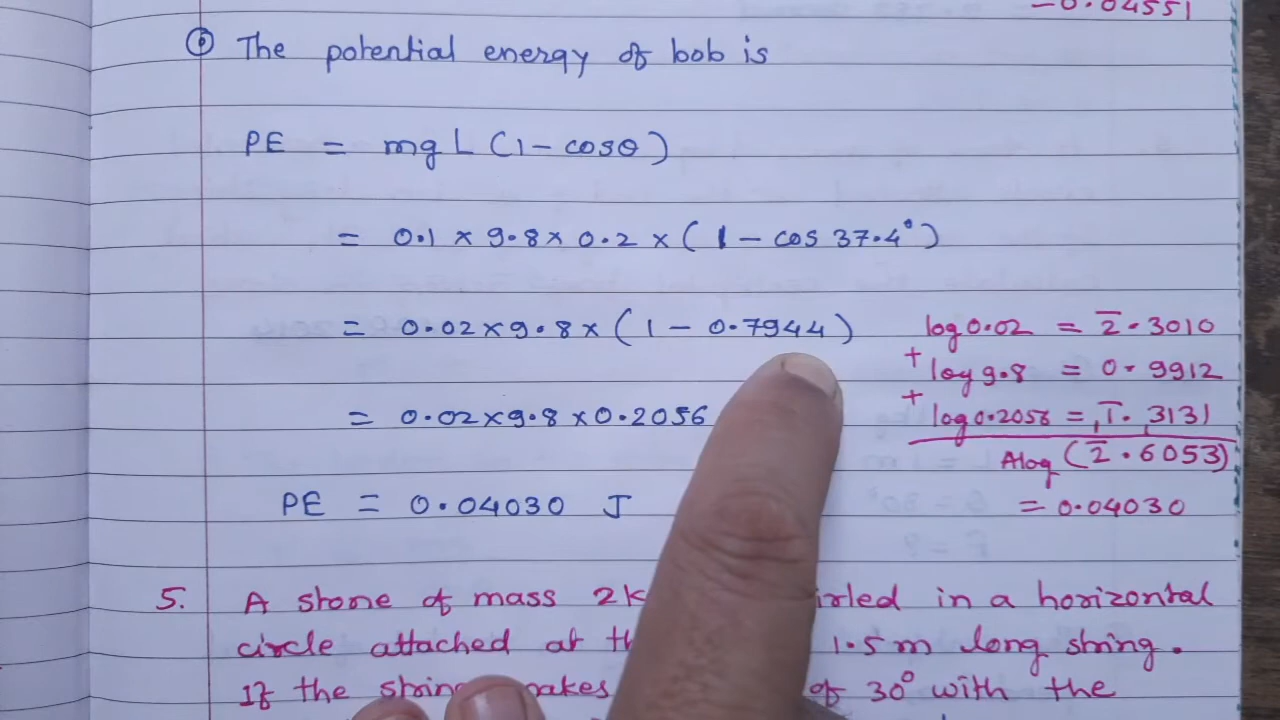 -0.04551
b The potential energy of bob is
PE = mgL(1-cosθ)
= 0.1 × 9.8 × 0.2 × (1 - cos 37.4°)
= 0.02×9.8×(1 - 0.7944)
log 0.02 = 2̅.3010
+ log 9.8 = 0.9912
= 0.02×9.8×0.2056
+ log 0.2056 = 1̅.3131
Alog (2̅.6053)
PE = 0.04030 J
= 0.04030
5. A stone of mass 2k irled in a horizontal
circle attached at th 1.5m long string.
If the string makes of 30° with the